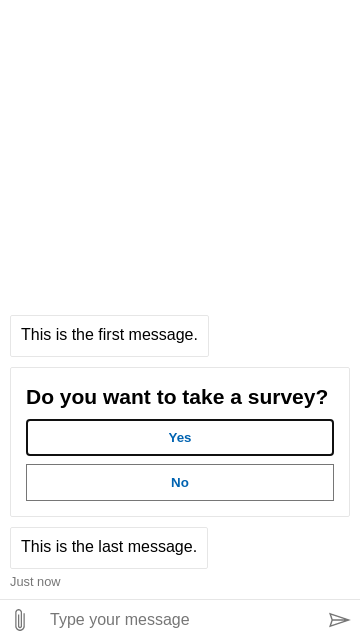 This is the first message.
Do you want to take a survey?
Yes
No
This is the last message.
Just now
Type your message